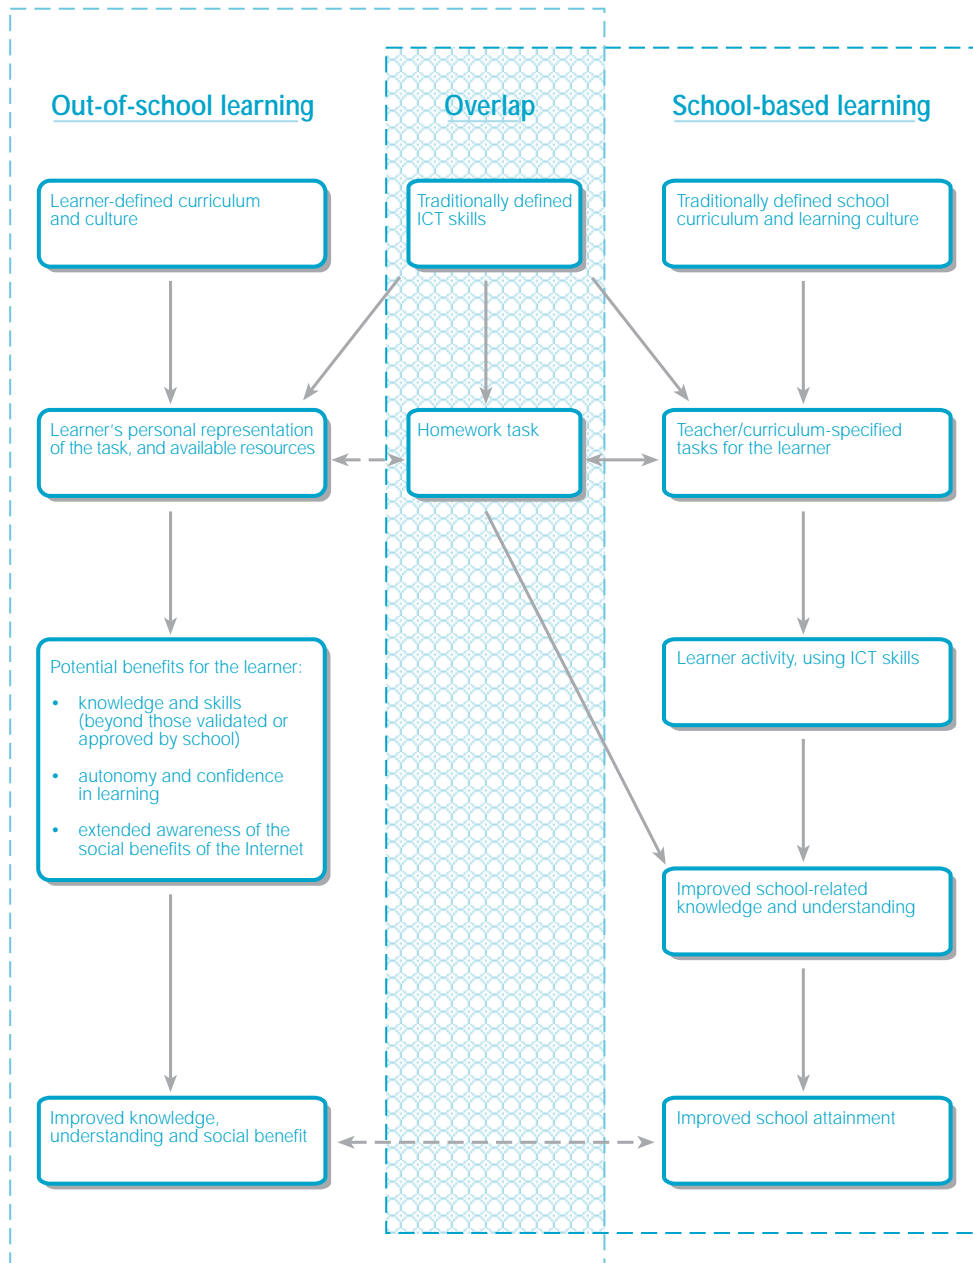 Out-of-school learning
Overlap
School-based learning
Learner-defined curriculum
and culture
Traditionally defined
ICT skills
Traditionally defined school
curriculum and learning culture
Learner's personal representation
of the task, and available resources
Homework task
Teacher/curriculum-specified
tasks for the learner
Potential benefits for the learner:
• knowledge and skills
(beyond those validated or
approved by school)
• autonomy and confidence
in learning
• extended awareness of the
social benefits of the Internet
Learner activity, using ICT skills
Improved school-related
knowledge and understanding
Improved knowledge,
understanding and social benefit
Improved school attainment